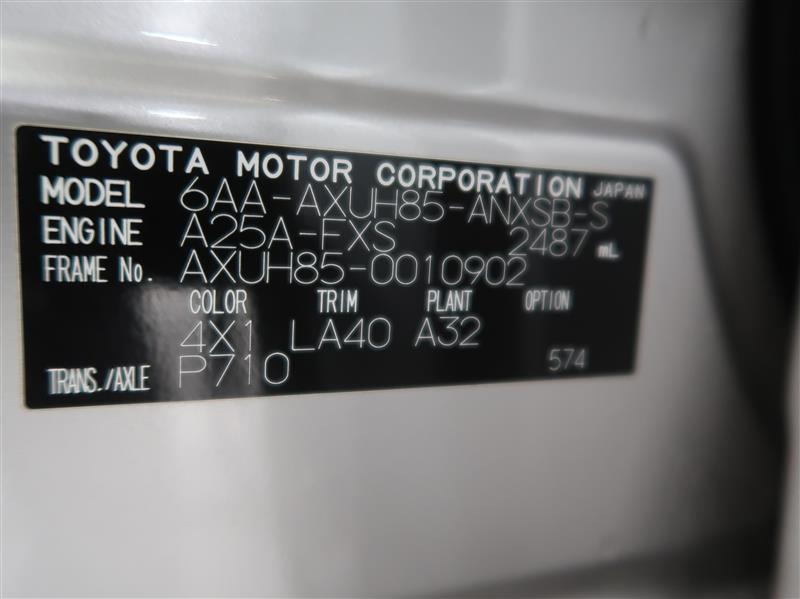 TOYOTA MOTOR CORPORATION JAPAN
MODEL 6AA-AXUH85-ANXSB-S
ENGINE A25A-FXS 2487 mL
FRAME No. AXUH85-0010902
COLOR TRIM PLANT OPTION
4X1 LA40 A32
TRANS./AXLE P710 574